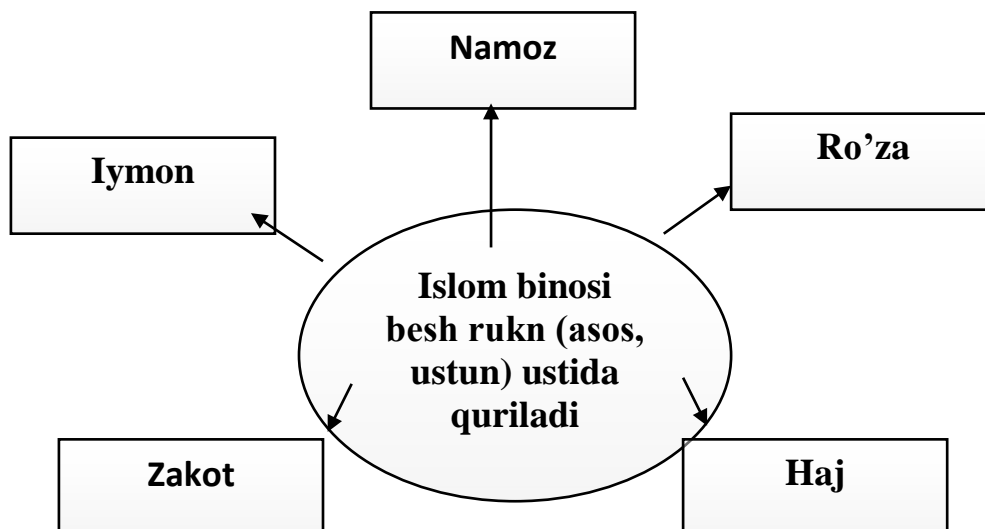 Namoz
Iymon
Ro’za
Islom binosi
besh rukn (asos,
ustun) ustida
quriladi
Zakot
Haj